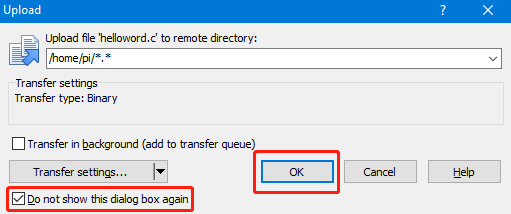 Upload
Upload file 'helloword.c' to remote directory:
/home/pi/*.*
Transfer settings
Transfer type: Binary
Transfer in background (add to transfer queue)
Transfer settings...
OK
Cancel
Help
Do not show this dialog box again